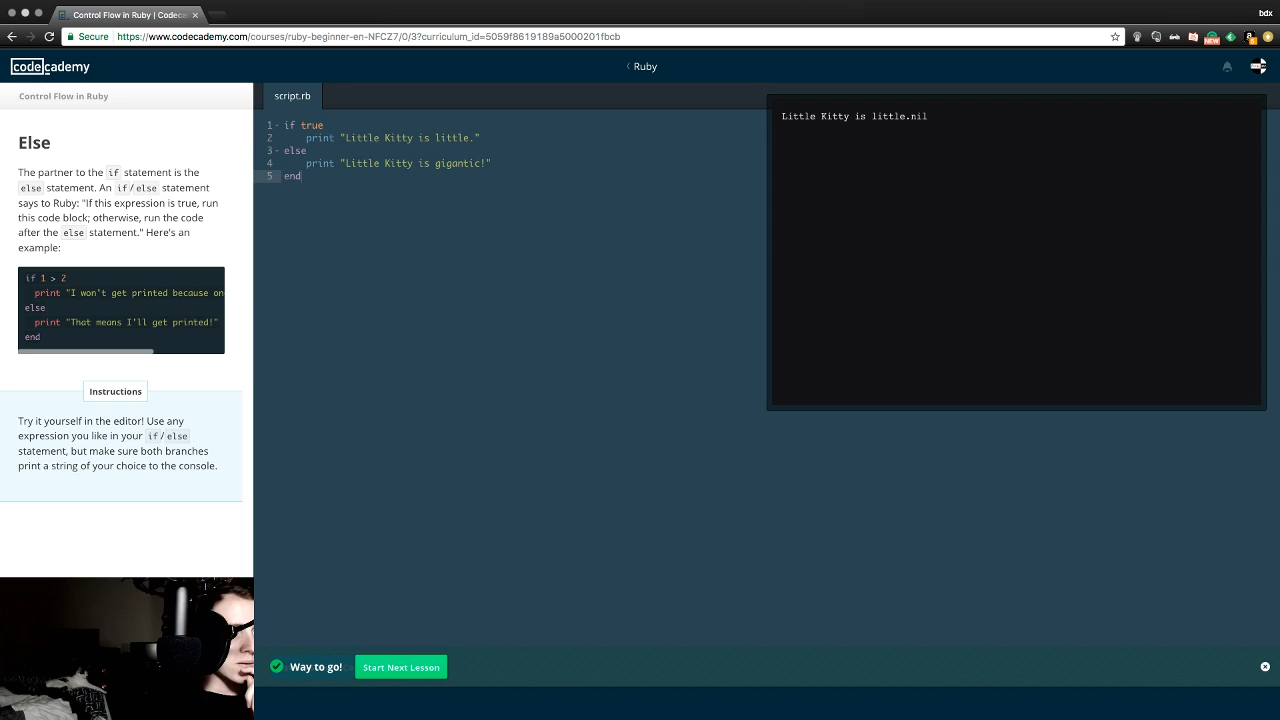 Control Flow in Ruby | Codeca
bdx
Secure https://www.codecademy.com/courses/ruby-beginner-en-NFCZ7/0/3?curriculum_id=5059f8619189a5000201fbcb
NEW
codecademy
Ruby
Control Flow in Ruby
script.rb
Else
The partner to the if statement is the
else statement. An if/else statement
says to Ruby: "If this expression is true, run
this code block; otherwise, run the code
after the else statement." Here's an
example:
if 1 > 2
print "I won't get printed because on
else
print "That means I'll get printed!"
end
Instructions
Try it yourself in the editor! Use any
expression you like in your if/else
statement, but make sure both branches
print a string of your choice to the console.
1 if true
2 print "Little Kitty is little."
3 else
4 print "Little Kitty is gigantic!"
5 end
Little Kitty is little.nil
Way to go!
Start Next Lesson